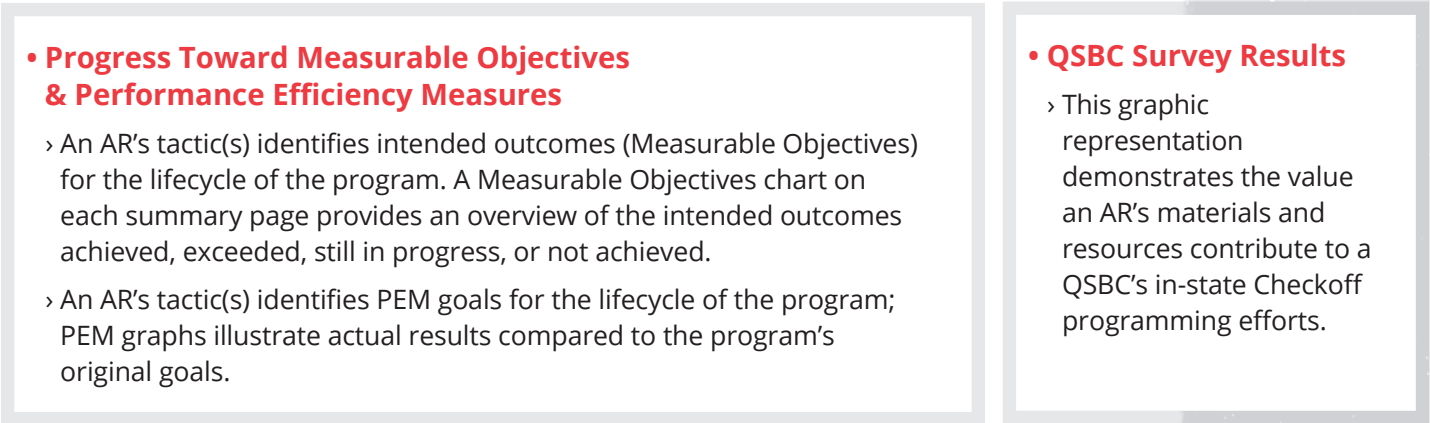 • Progress Toward Measurable Objectives
& Performance Efficiency Measures
› An AR’s tactic(s) identifies intended outcomes (Measurable Objectives)
for the lifecycle of the program. A Measurable Objectives chart on
each summary page provides an overview of the intended outcomes
achieved, exceeded, still in progress, or not achieved.
› An AR’s tactic(s) identifies PEM goals for the lifecycle of the program;
PEM graphs illustrate actual results compared to the program’s
original goals.
• QSBC Survey Results
› This graphic
representation
demonstrates the value
an AR’s materials and
resources contribute to a
QSBC’s in-state Checkoff
programming efforts.